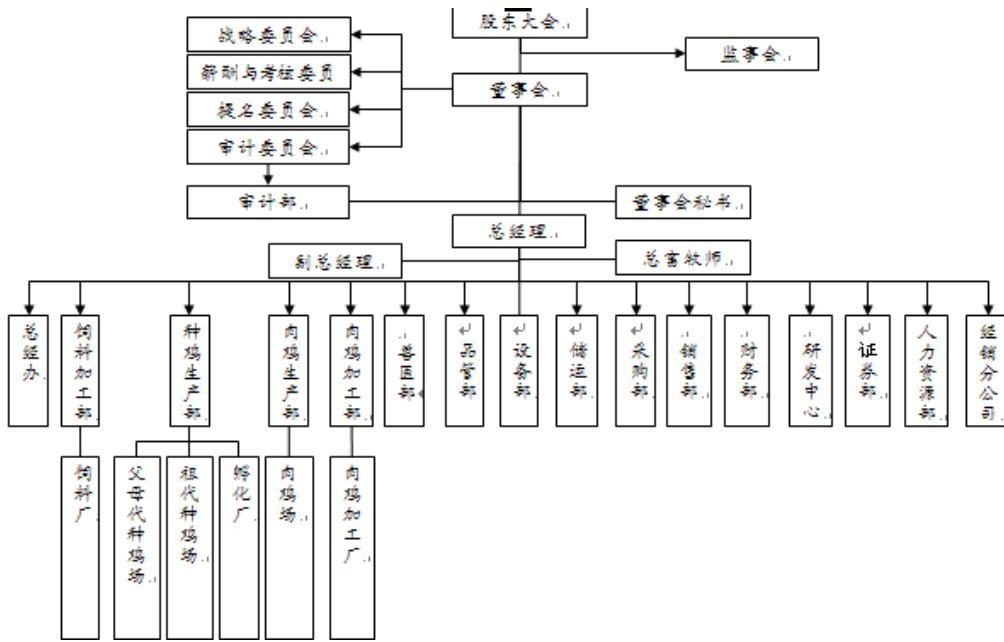 股东大会
战略委员会
监事会
薪酬与考核委员
董事会
提名委员会
审计委员会
审计部
董事会秘书
总经理
副总经理
总畜牧师
总经办
饲料加工部
种鸡生产部
肉鸡生产部
肉鸡加工部
兽医部
品管部
设备部
储运部
采购部
销售部
财务部
研发中心
证券部
人力资源部
经销分公司
饲料厂
父母代种鸡场
祖代种鸡场
孵化厂
肉鸡场
肉鸡加工厂